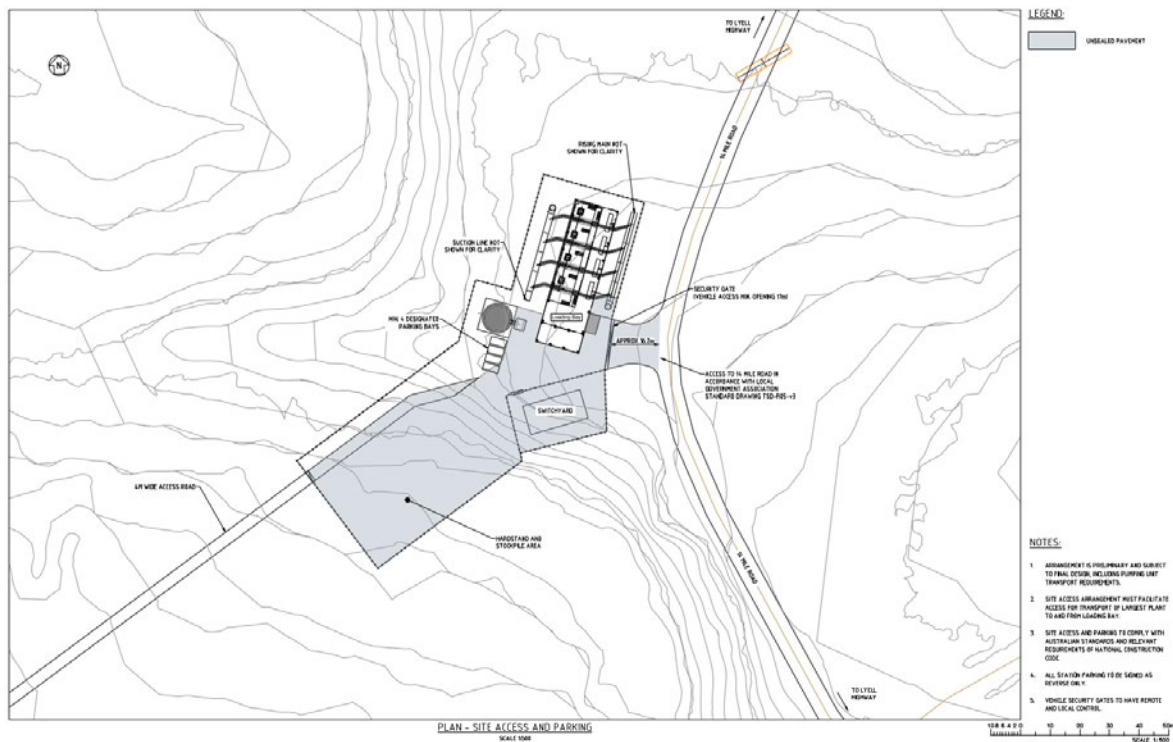 TO LYELL
HIGHWAY
LEGEND:
UNSEALED PAVEMENT
N
14 MILE ROAD
RISING MAIN NOT
SHOWN FOR CLARITY
SUCTION LINE NOT
SHOWN FOR CLARITY
SECURITY GATE
(VEHICLE ACCESS MIN. OPENING 17m)
MIN. 4 DESIGNATED
PARKING BAYS
Loading Bay
APPROX. 16.2m
ACCESS TO 14 MILE ROAD IN
ACCORDANCE WITH LOCAL
GOVERNMENT ASSOCIATION
STANDARD DRAWING TSD-R05-v3
SWITCHYARD
4M WIDE ACCESS ROAD
HARDSTAND AND
STOCKPILE AREA
14 MILE ROAD
TO LYELL
HIGHWAY
NOTES:
1. ARRANGEMENT IS PRELIMINARY AND SUBJECT
TO FINAL DESIGN, INCLUDING PUMPING UNIT
TRANSPORT REQUIREMENTS.
2. SITE ACCESS ARRANGEMENT MUST FACILITATE
ACCESS FOR TRANSPORT OF LARGEST PLANT
TO AND FROM LOADING BAY.
3. SITE ACCESS AND PARKING TO COMPLY WITH
AUSTRALIAN STANDARDS AND RELEVANT
REQUIREMENTS OF NATIONAL CONSTRUCTION
CODE.
4. ALL STATION PARKING TO BE SIGNED AS
REVERSE ONLY.
5. VEHICLE SECURITY GATES TO HAVE REMOTE
AND LOCAL CONTROL.
PLAN - SITE ACCESS AND PARKING
SCALE 1:500
10 8 6 4 2 0 10 20 30 40 50m
SCALE 1:500